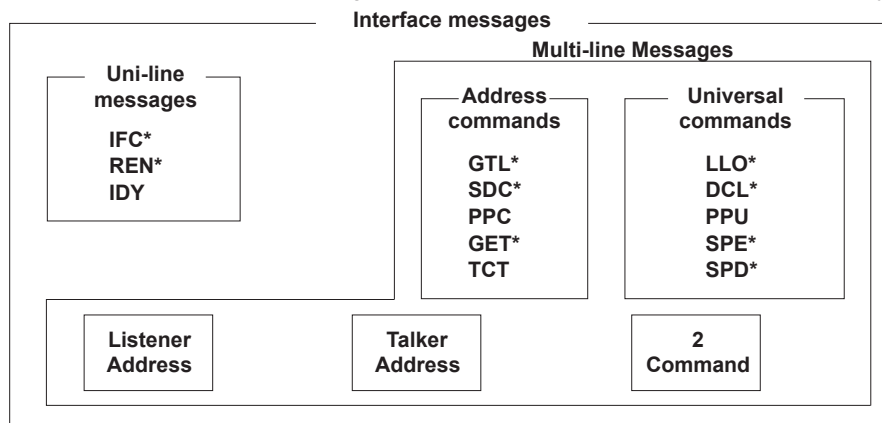 Interface messages
Multi-line Messages
Uni-line
messages
IFC*
REN*
IDY
Address
commands
GTL*
SDC*
PPC
GET*
TCT
Universal
commands
LLO*
DCL*
PPU
SPE*
SPD*
Listener
Address
Talker
Address
2
Command